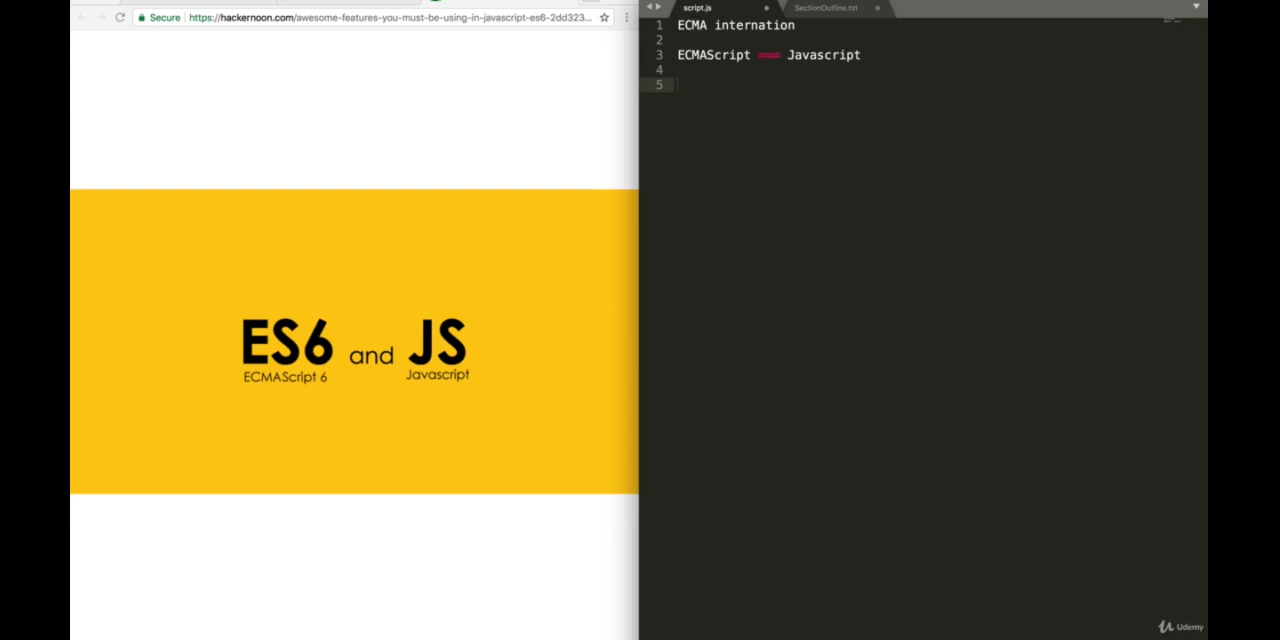 Secure https://hackernoon.com/awesome-features-you-must-be-using-in-javascript-es6-2dd323...
ES6 and JS
ECMAScript 6 Javascript
script.js SectionOutline.txt
1 ECMA internation
2
3 ECMAScript === Javascript
4
5
Udemy